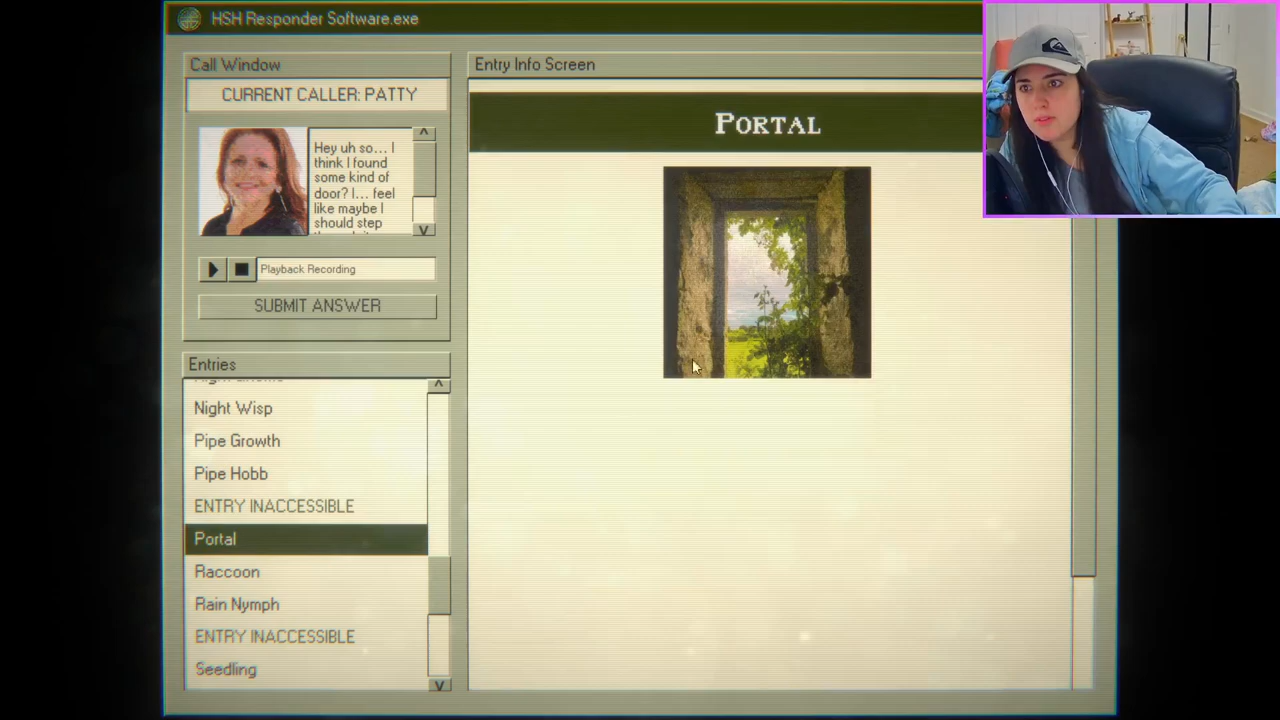 HSH Responder Software.exe
Call Window
CURRENT CALLER: PATTY
Hey uh so... I
think I found
some kind of
door? I... feel
like maybe I
should step
Playback Recording
SUBMIT ANSWER
Entries
Night Wisp
Pipe Growth
Pipe Hobb
ENTRY INACCESSIBLE
Portal
Raccoon
Rain Nymph
ENTRY INACCESSIBLE
Seedling
Entry Info Screen
PORTAL